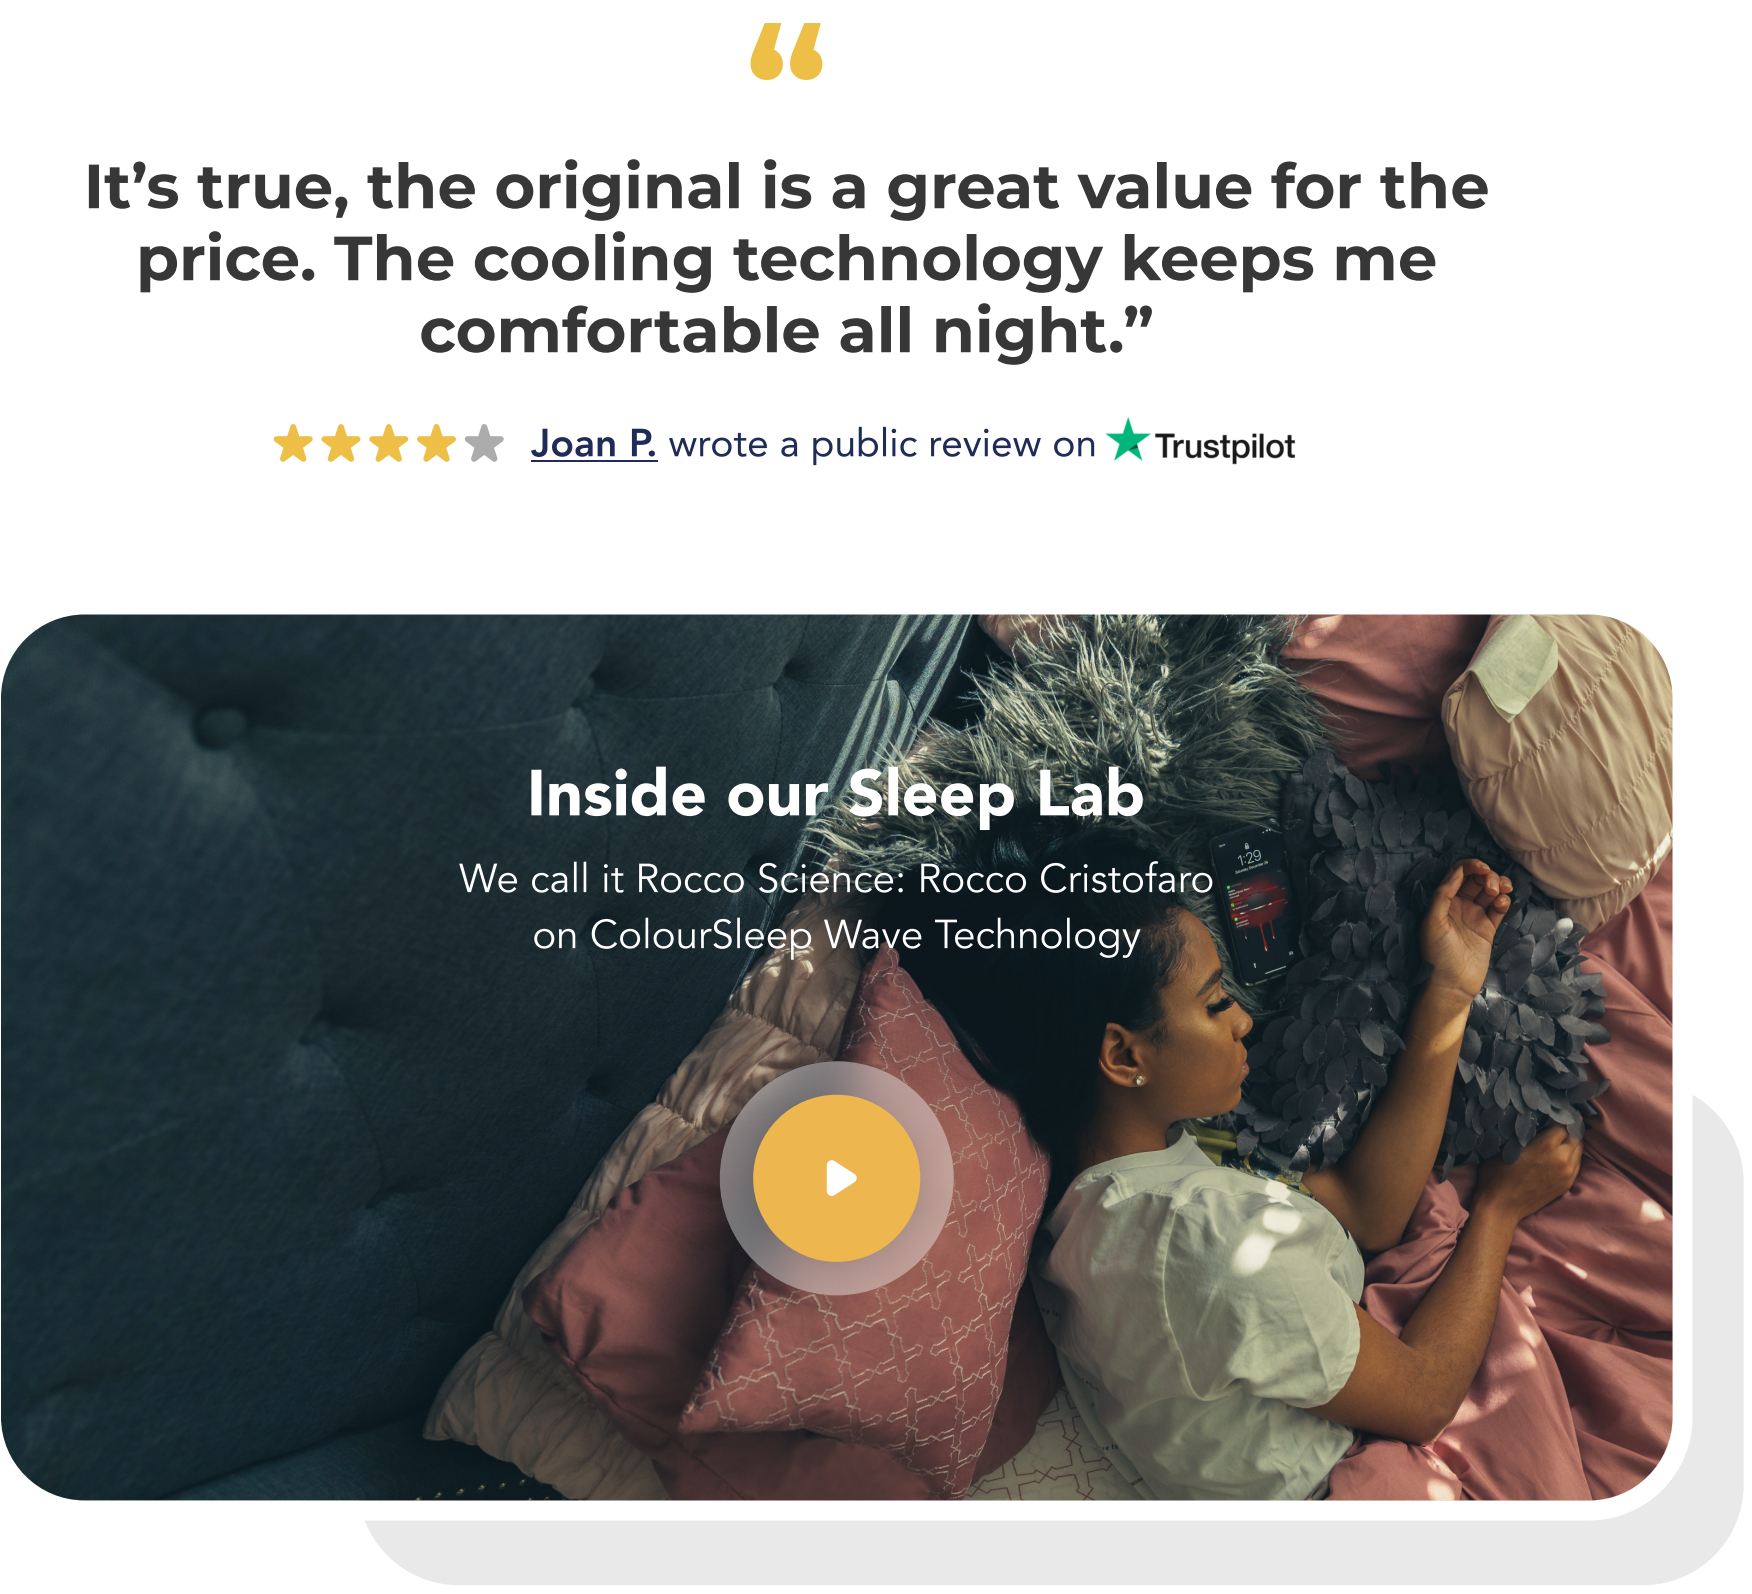 “
It’s true, the original is a great value for the
price. The cooling technology keeps me
comfortable all night.”
Joan P. wrote a public review on Trustpilot
Inside our Sleep Lab
We call it Rocco Science: Rocco Cristofaro
on ColourSleep Wave Technology
1:29